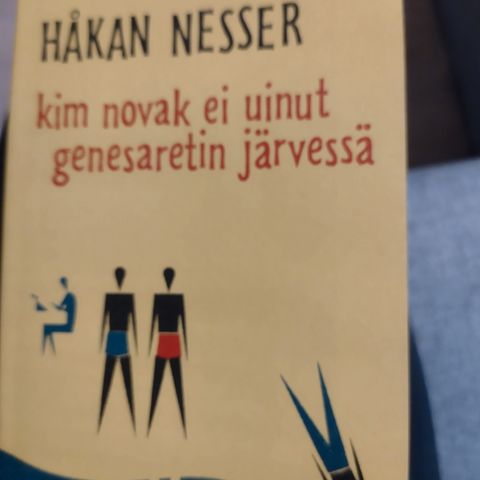 HÅKAN NESSER
kim novak ei uinut
genesaretin järvessä